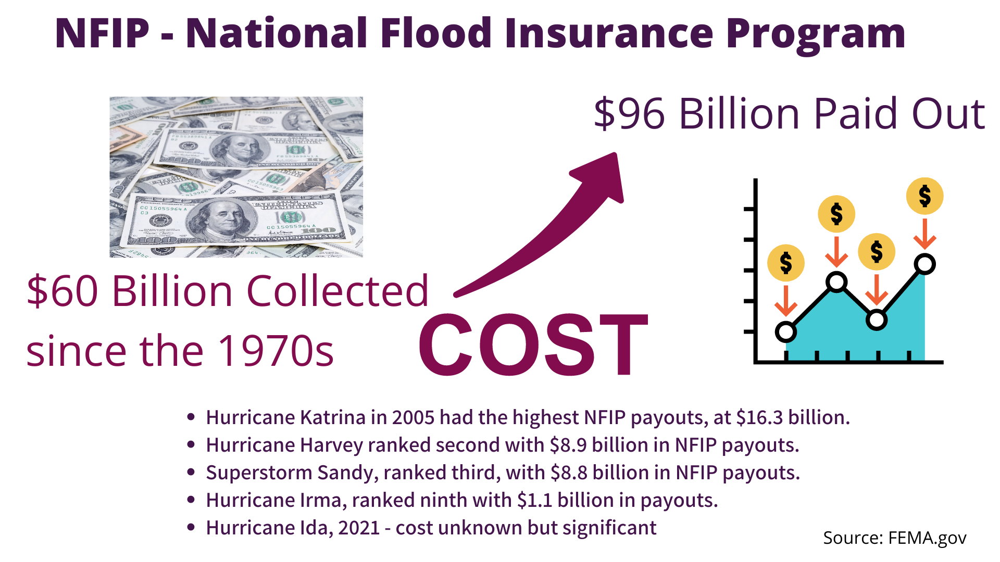 NFIP - National Flood Insurance Program
$96 Billion Paid Out
$60 Billion Collected
since the 1970s
COST
• Hurricane Katrina in 2005 had the highest NFIP payouts, at $16.3 billion.
• Hurricane Harvey ranked second with $8.9 billion in NFIP payouts.
• Superstorm Sandy, ranked third, with $8.8 billion in NFIP payouts.
• Hurricane Irma, ranked ninth with $1.1 billion in payouts.
• Hurricane Ida, 2021 - cost unknown but significant
Source: FEMA.gov